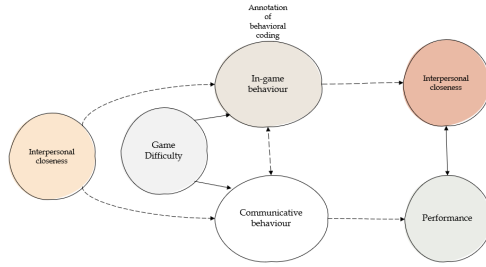 Annotation
of
behavioral
coding
In-game
behaviour
Interpersonal
closeness
Game
Difficulty
Interpersonal
closeness
Communicative
behaviour
Performance